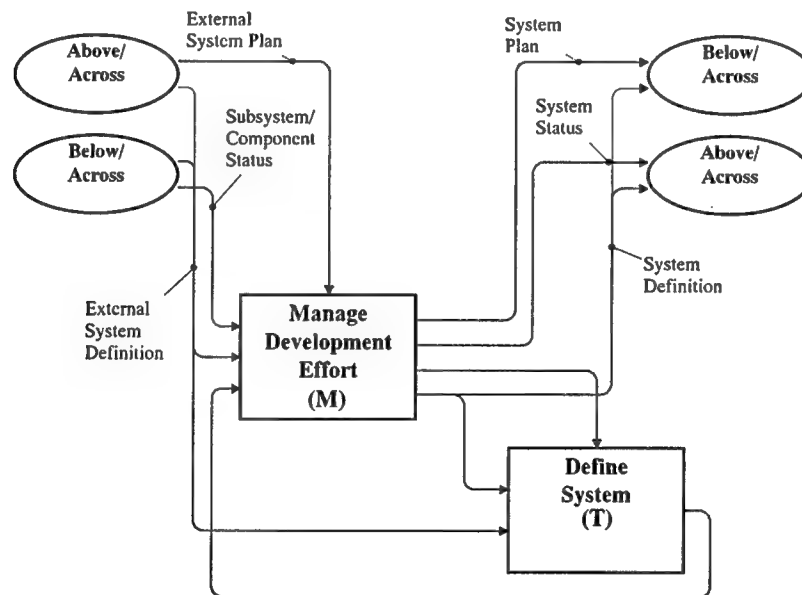 External
System Plan
Above/
Across
Subsystem/
Component
Status
Below/
Across
External
System
Definition
System
Plan
Below/
Across
System
Status
Above/
Across
System
Definition
Manage
Development
Effort
(M)
Define
System
(T)